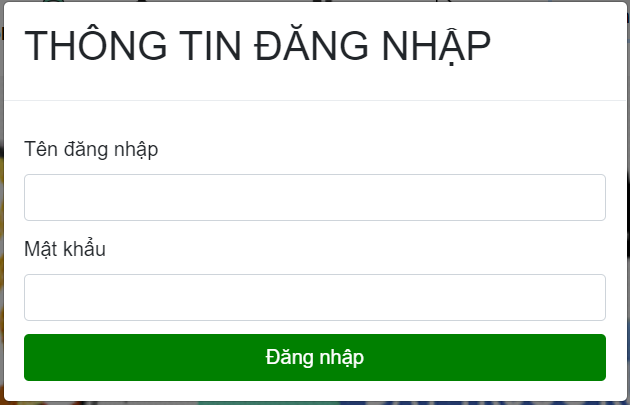 THÔNG TIN ĐĂNG NHẬP
Tên đăng nhập
Mật khẩu
Đăng nhập